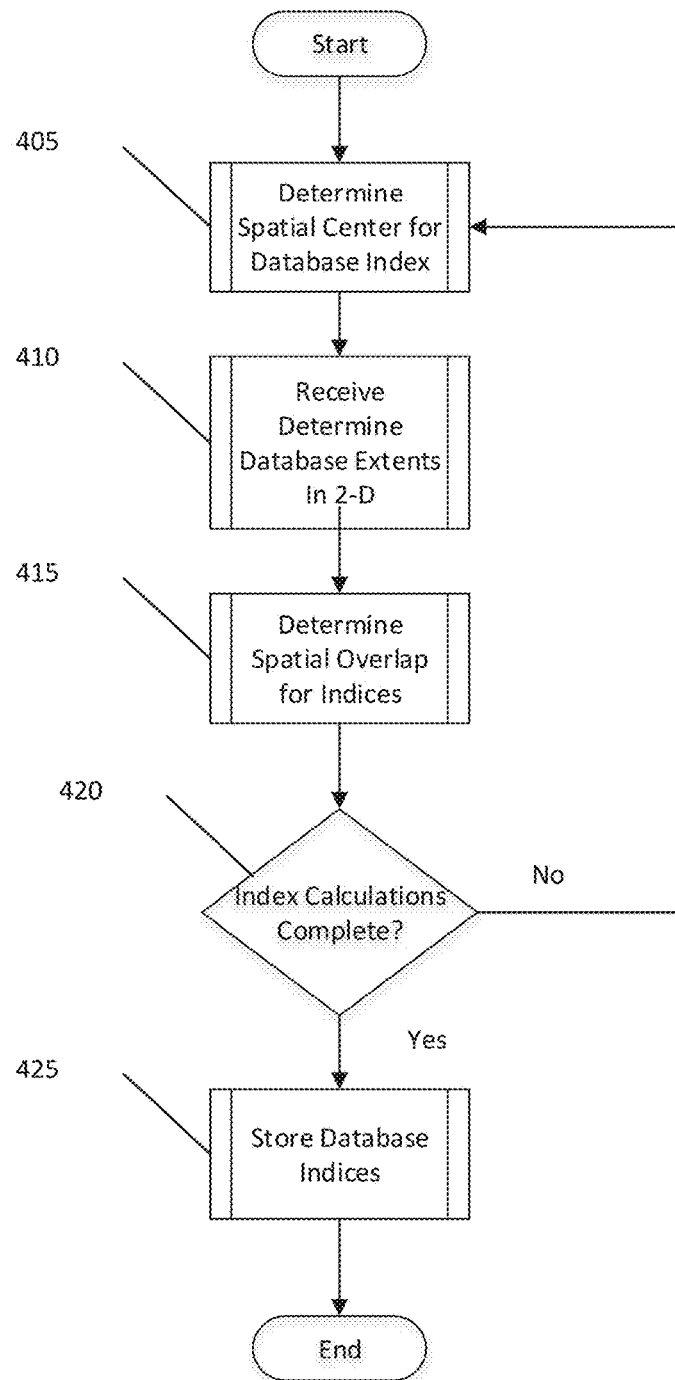 Start
405
Determine
Spatial Center for
Database Index
410
Receive
Determine
Database Extents
In 2-D
415
Determine
Spatial Overlap
for Indices
420
Index Calculations
Complete?
No
Yes
425
Store Database
Indices
End